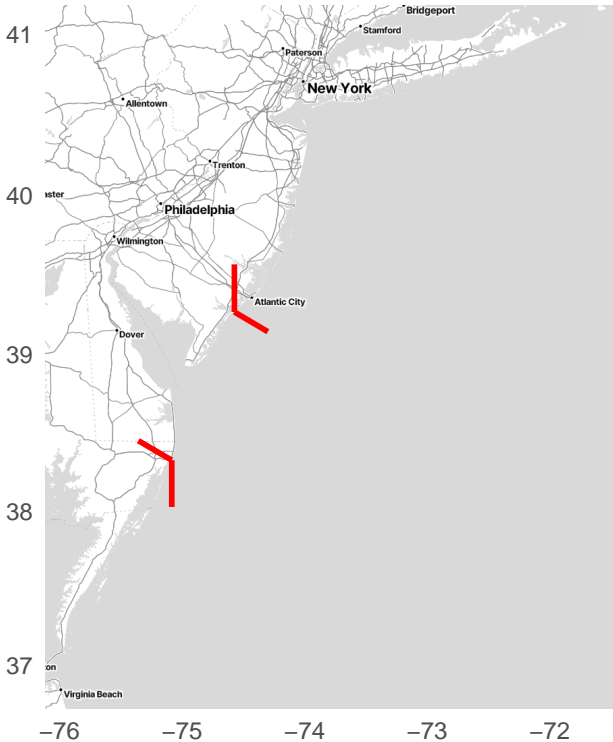 Bridgeport
41
Stamford
Paterson
New York
Allentown
Trenton
40
aster
Philadelphia
Wilmington
Atlantic City
39
Dover
38
37
on
Virginia Beach
−76
−75
−74
−73
−72